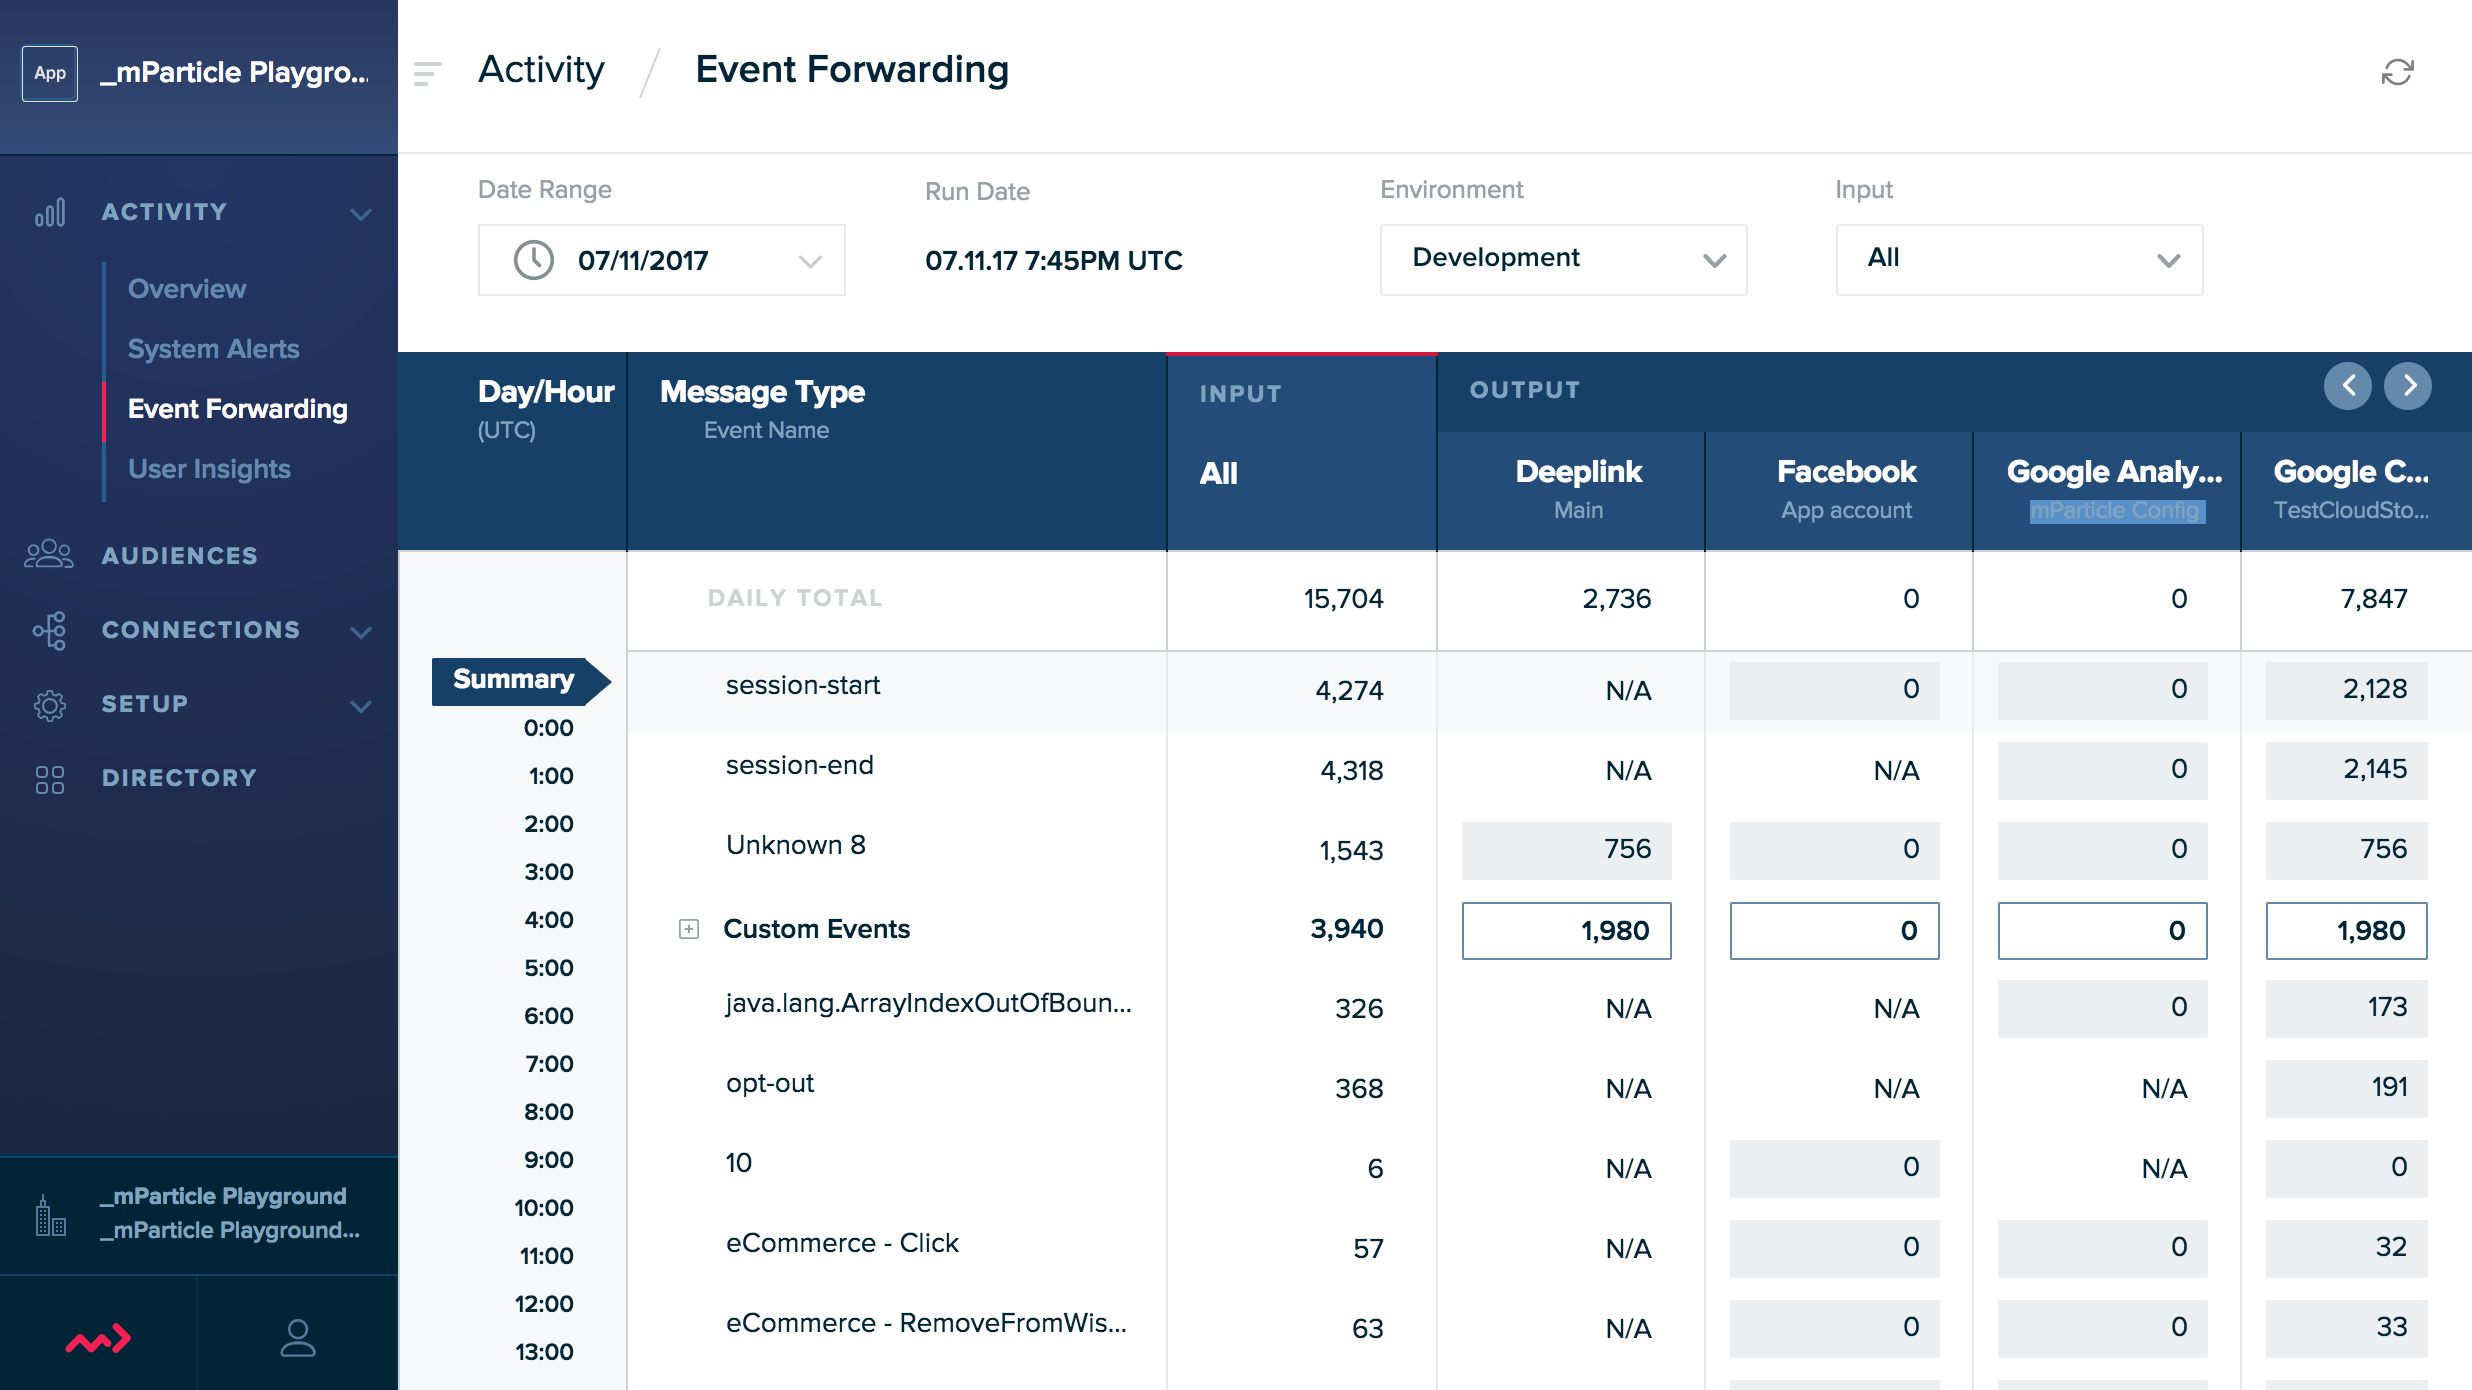 App
_mParticle Playgro...
ACTIVITY
Overview
System Alerts
Event Forwarding
User Insights
AUDIENCES
CONNECTIONS
SETUP
DIRECTORY
_mParticle Playground
_mParticle Playground...
Activity / Event Forwarding
Date Range
Run Date
Environment
Input
07/11/2017
07.11.17 7:45PM UTC
Development
All
Day/Hour
(UTC)
Message Type
Event Name
INPUT
All
OUTPUT
Deeplink
Main
Facebook
App account
Google Analy...
mParticle Config
Google C...
TestCloudSto...
DAILY TOTAL 15,704 2,736 0 0 7,847
Summary
0:00
1:00
2:00
3:00
4:00
5:00
6:00
7:00
8:00
9:00
10:00
11:00
12:00
13:00
session-start 4,274 N/A 0 0 2,128
session-end 4,318 N/A N/A 0 2,145
Unknown 8 1,543 756 0 0 756
Custom Events 3,940 1,980 0 0 1,980
java.lang.ArrayIndexOutOfBoun... 326 N/A N/A 0 173
opt-out 368 N/A N/A N/A 191
10 6 N/A 0 N/A 0
eCommerce - Click 57 N/A 0 0 32
eCommerce - RemoveFromWis... 63 N/A 0 0 33